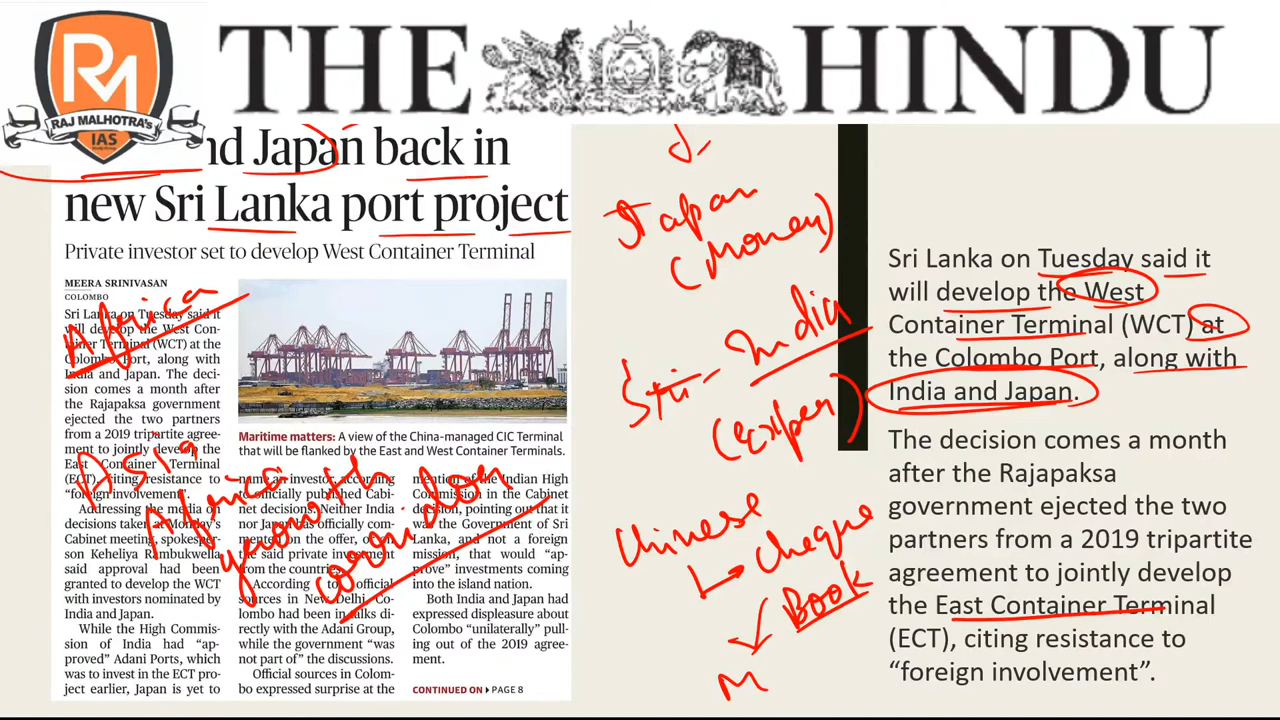 RM
RAJ MALHOTRA'S
IAS
THE HINDU
nd Japan back in
new Sri Lanka port project
Private investor set to develop West Container Terminal
MEERA SRINIVASAN
COLOMBO
Sri Lanka on Tuesday said it
will develop the West Con-
tainer Terminal (WCT) at the
Colombo Port, along with
India and Japan. The deci-
sion comes a month after
the Rajapaksa government
ejected the two partners
from a 2019 tripartite agree-
ment to jointly develop the
East Container Terminal
(ECT), citing resistance to
"foreign involvement".
Addressing the media on
decisions taken at Monday's
Cabinet meeting, spokesper-
son Keheliya Rambukwella
said approval had been
granted to develop the WCT
with investors nominated by
India and Japan.
While the High Commis-
sion of India had "ap-
proved" Adani Ports, which
was to invest in the ECT pro-
ject earlier, Japan is yet to
Maritime matters: A view of the China-managed CIC Terminal
that will be flanked by the East and West Container Terminals.
name an investor, according
to officially published Cabi-
net decisions. Neither India
nor Japan has officially com-
mented on the offer, or
the said private investment
from the countries.
According to official
sources in New Delhi, Co-
lombo had been in talks di-
rectly with the Adani Group,
while the government "was
not part of" the discussions.
Official sources in Colom-
bo expressed surprise at the
mention of the Indian High
Commission in the Cabinet
decision, pointing out that it
was the Government of Sri
Lanka, and not a foreign
mission, that would "ap-
prove" investments coming
into the island nation.
Both India and Japan had
expressed displeasure about
Colombo "unilaterally" pull-
ing out of the 2019 agree-
ment.
CONTINUED ON PAGE 8
Africa
Asia
Africa
growth
corridor
Japan
(Money)
Sri - India
(Exper)
Chinese
Cheque
Book
M
Sri Lanka on Tuesday said it
will develop the West
Container Terminal (WCT) at
the Colombo Port, along with
India and Japan.
The decision comes a month
after the Rajapaksa
government ejected the two
partners from a 2019 tripartite
agreement to jointly develop
the East Container Terminal
(ECT), citing resistance to
"foreign involvement".